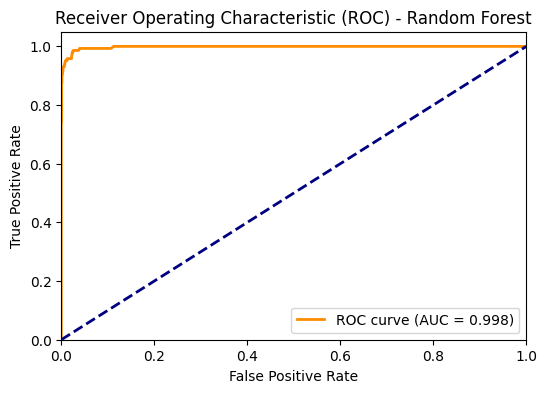 Receiver Operating Characteristic (ROC) - Random Forest
1.0
0.8
0.6
0.4
0.2
0.0
True Positive Rate
ROC curve (AUC = 0.998)
0.0 0.2 0.4 0.6 0.8 1.0
False Positive Rate